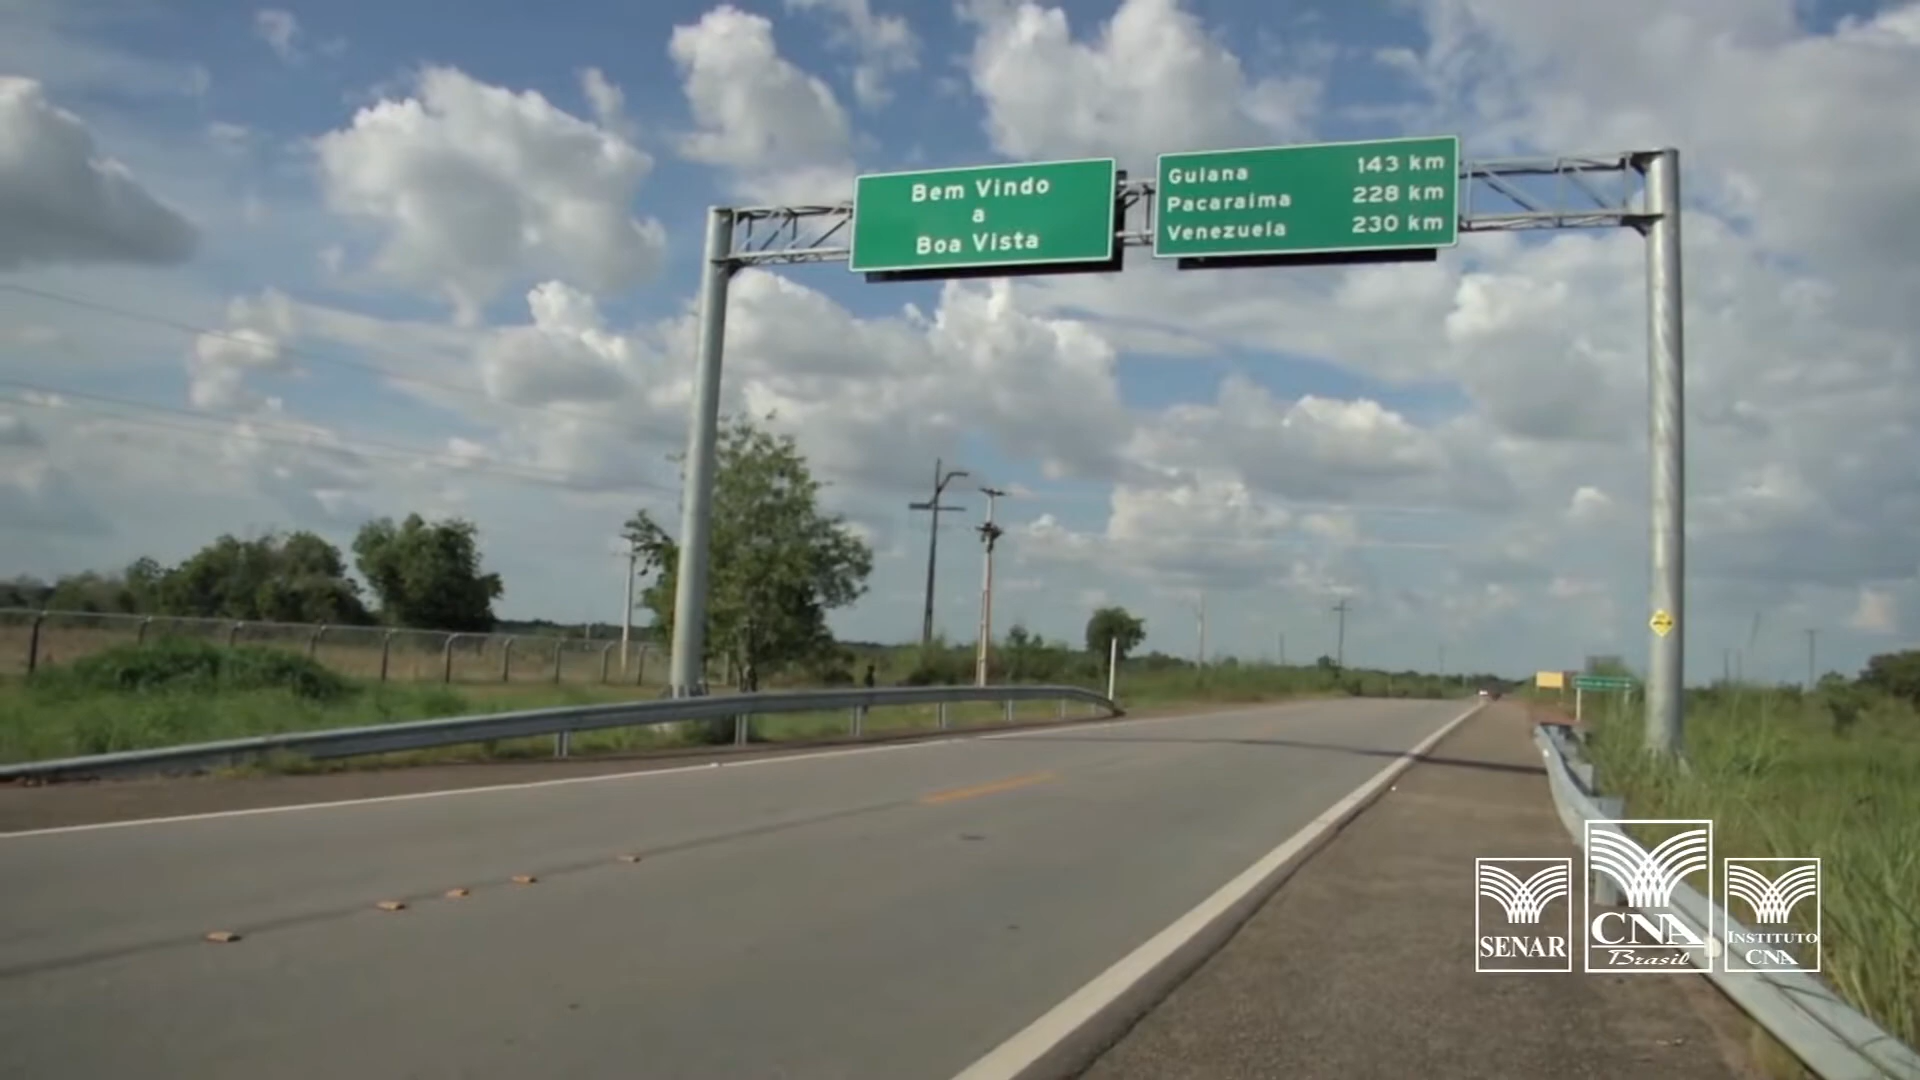 Bem Vindo
a
Boa Vista
Guiana 143 km
Pacaraima 228 km
Venezuela 230 km
SENAR
CNA
Brasil
INSTITUTO
CNA